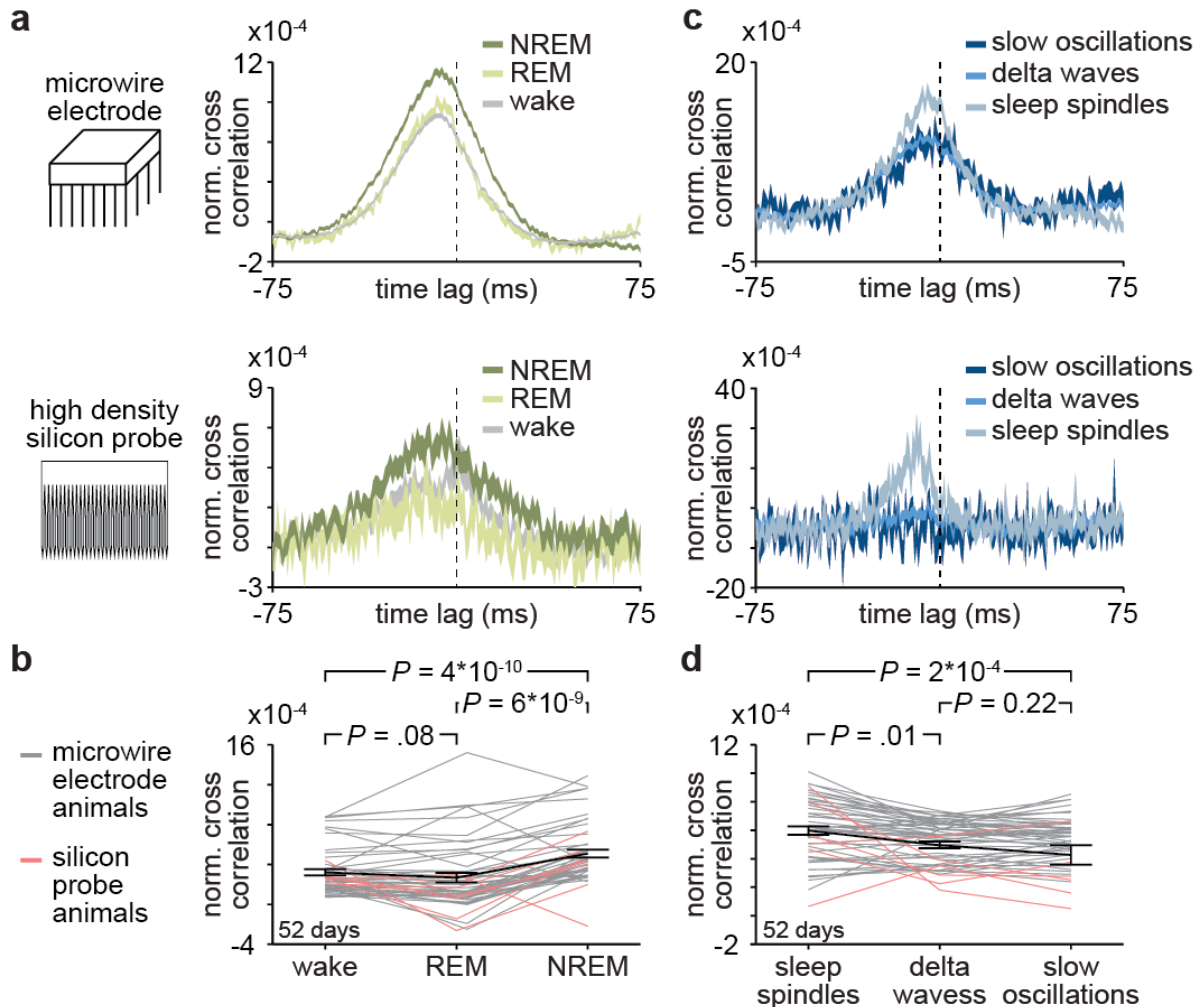 a
microwire
electrode
x10-4
12
-2
norm. cross
correlation
NREM
REM
wake
-75
time lag (ms)
75
high density
silicon probe
x10-4
9
-3
norm. cross
correlation
NREM
REM
wake
-75
time lag (ms)
75
c
x10-4
20
-5
norm. cross
correlation
slow oscillations
delta waves
sleep spindles
-75
time lag (ms)
75
x10-4
40
-20
norm. cross
correlation
slow oscillations
delta waves
sleep spindles
-75
time lag (ms)
75
b
microwire
electrode
animals
silicon
probe
animals
P = 4*10-10
P = 6*10-9
P = .08
x10-4
16
-4
norm. cross
correlation
52 days
wake
REM
NREM
d
P = 2*10-4
P = 0.22
P = .01
x10-4
12
-2
norm. cross
correlation
52 days
sleep
spindles
delta
wavess
slow
oscillations